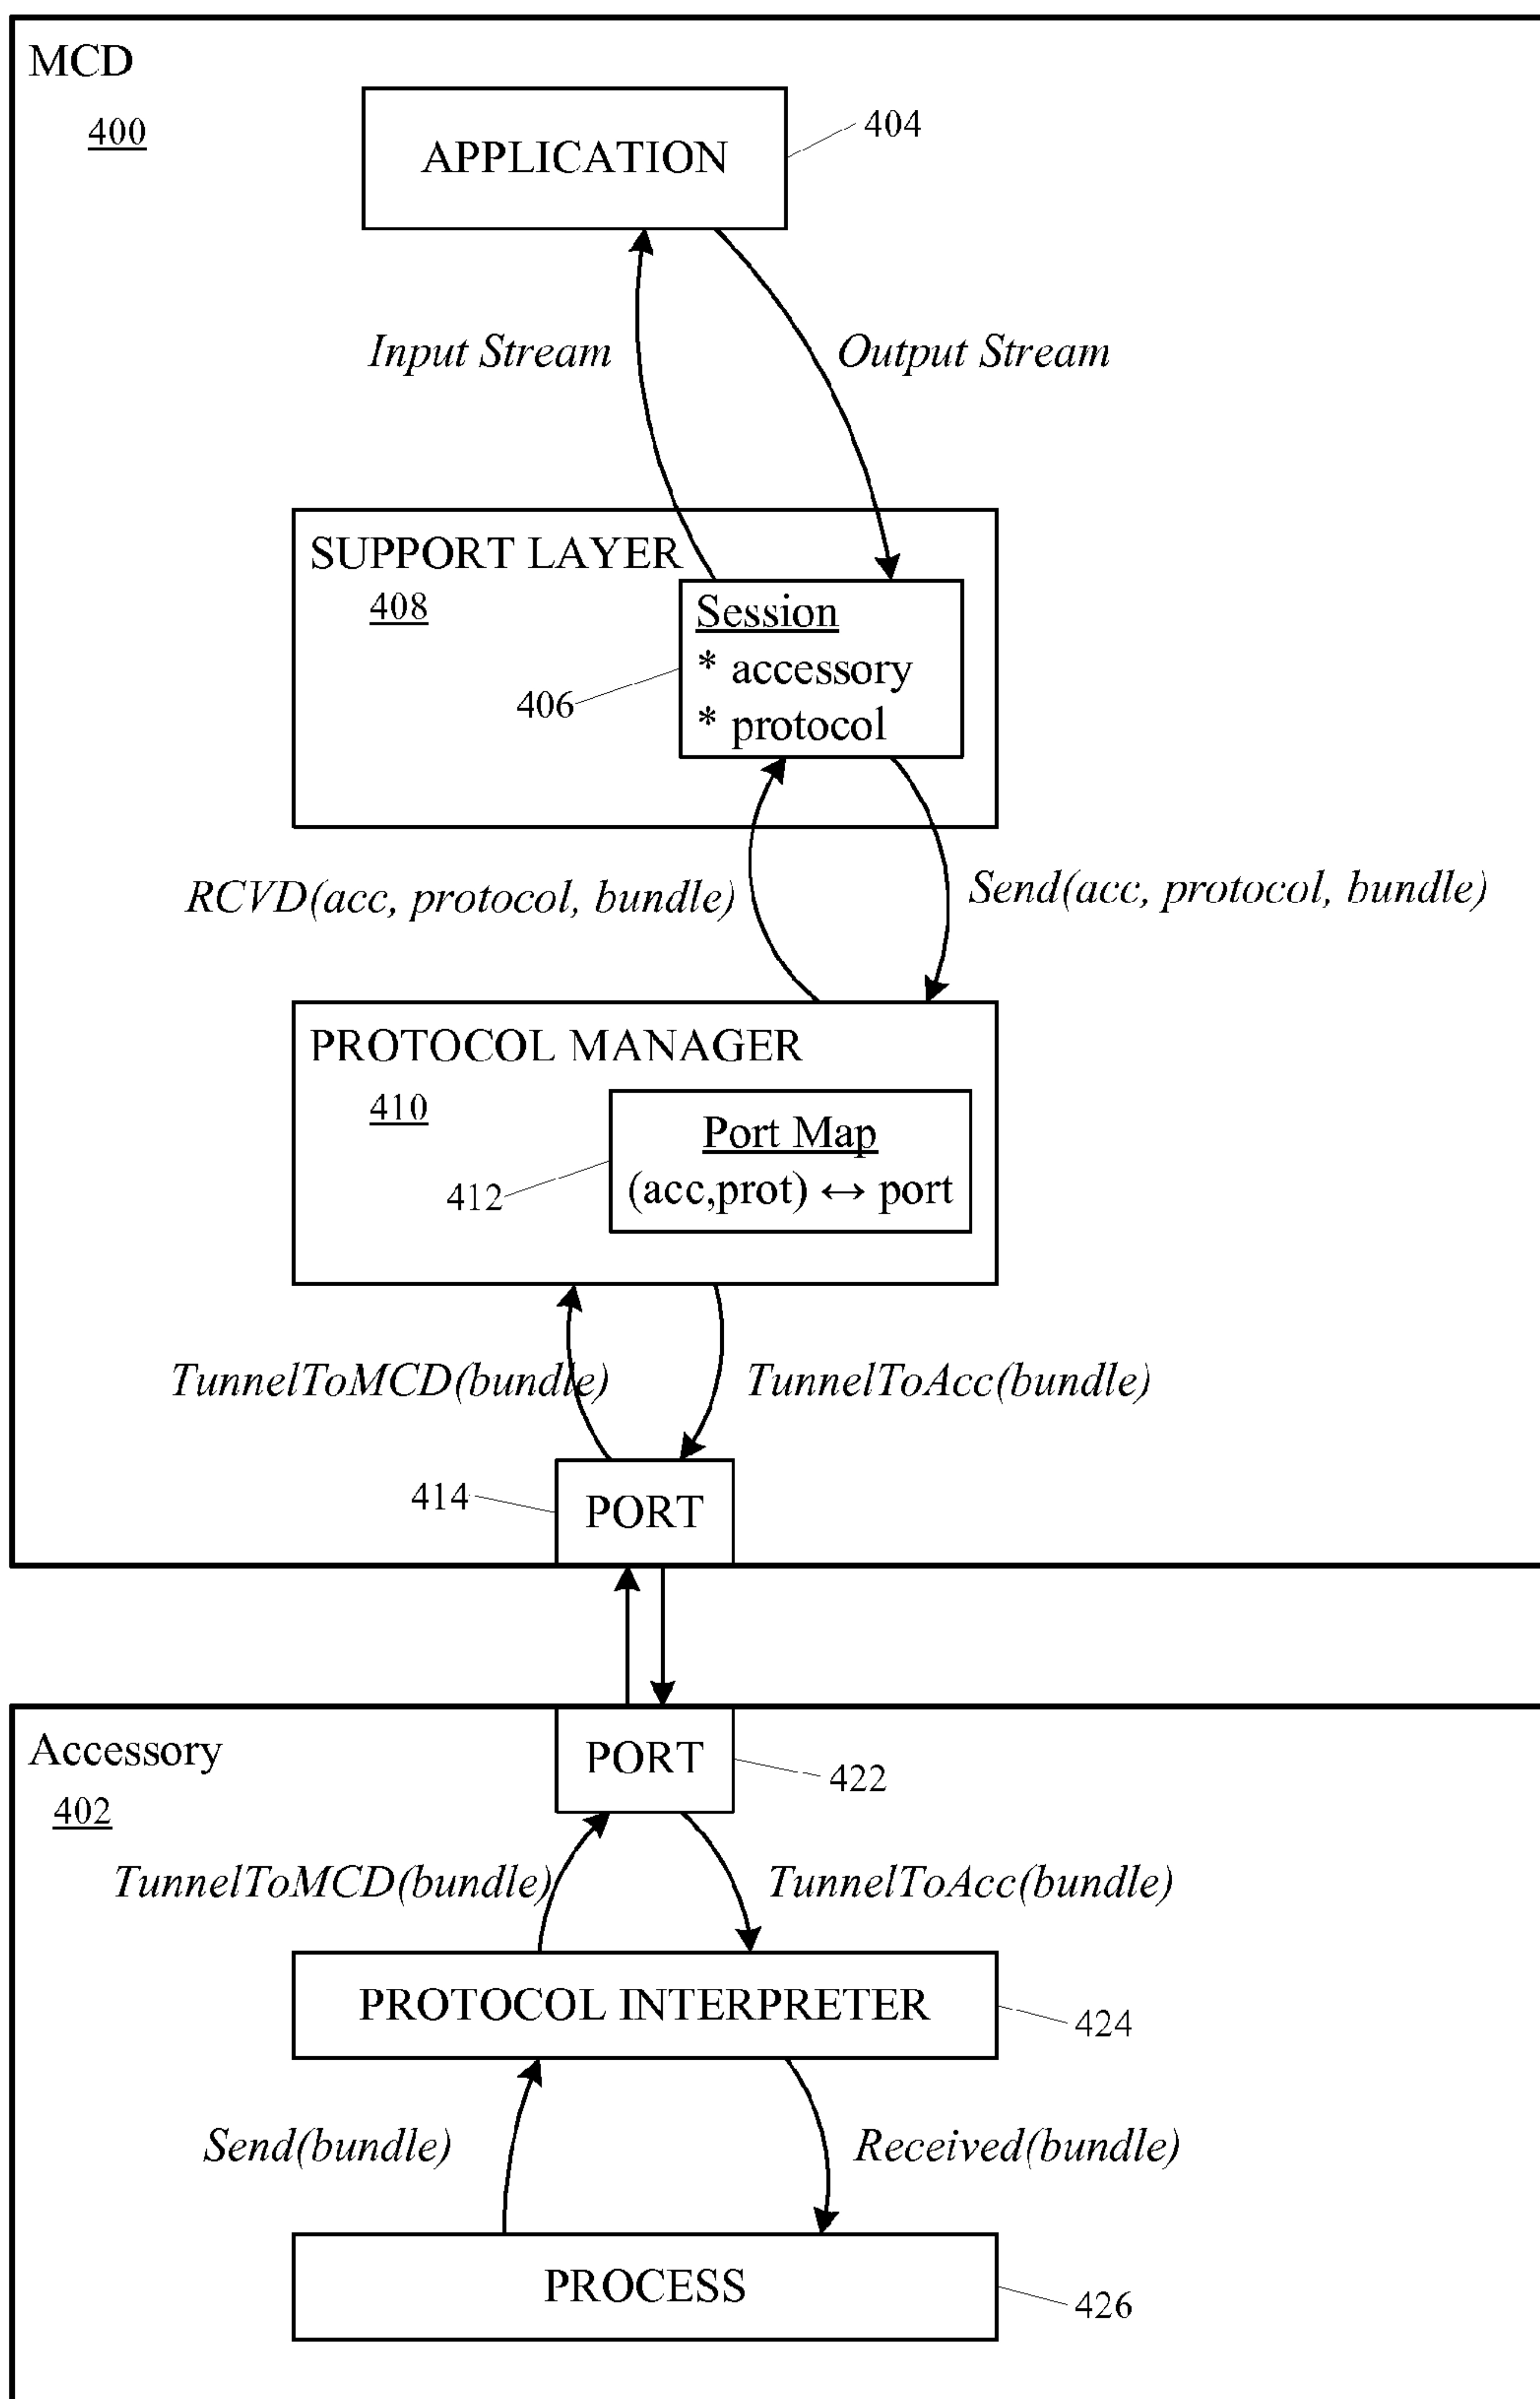 MCD
400
APPLICATION
404
Input Stream
Output Stream
SUPPORT LAYER
408
Session
* accessory
* protocol
406
RCVD(acc, protocol, bundle)
Send(acc, protocol, bundle)
PROTOCOL MANAGER
410
Port Map
(acc,prot) ↔ port
412
TunnelToMCD(bundle)
TunnelToAcc(bundle)
414
PORT
Accessory
402
PORT
422
TunnelToMCD(bundle)
TunnelToAcc(bundle)
PROTOCOL INTERPRETER
424
Send(bundle)
Received(bundle)
PROCESS
426